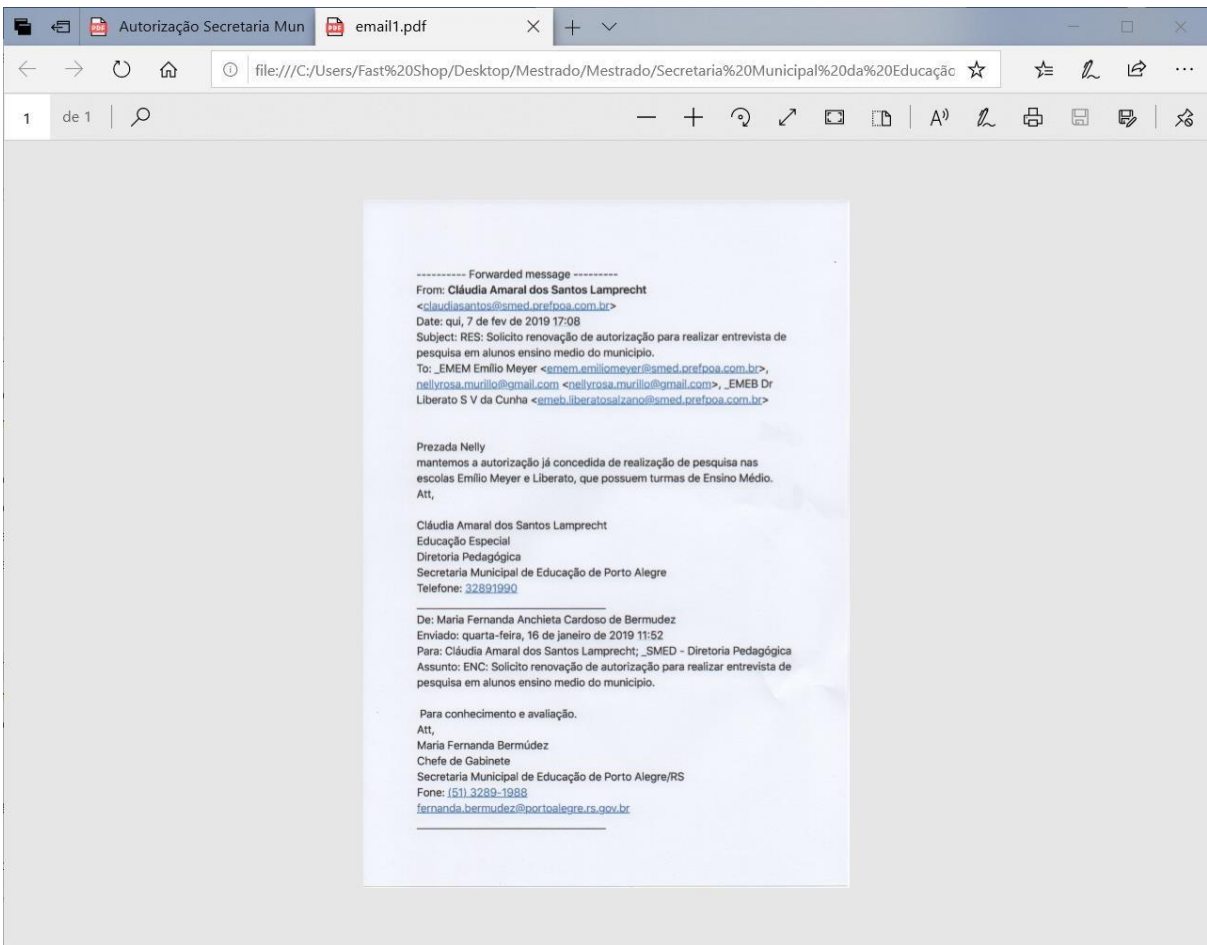 Autorização Secretaria Mun
email1.pdf
file:///C:/Users/Fast%20Shop/Desktop/Mestrado/Mestrado/Secretaria%20Municipal%20da%20Educação
1 de 1
---------- Forwarded message ---------
From: Cláudia Amaral dos Santos Lamprecht
<claudiasantos@smed.prefpoa.com.br>
Date: qui, 7 de fev de 2019 17:08
Subject: RES: Solicito renovação de autorização para realizar entrevista de
pesquisa em alunos ensino medio do municipio.
To: _EMEM Emílio Meyer <emem.emiliomeyer@smed.prefpoa.com.br>,
nellyrosa.murillo@gmail.com <nellyrosa.murillo@gmail.com>, _EMEB Dr
Liberato S V da Cunha <emeb.liberatosalzano@smed.prefpoa.com.br>
Prezada Nelly
mantemos a autorização já concedida de realização de pesquisa nas
escolas Emílio Meyer e Liberato, que possuem turmas de Ensino Médio.
Att,
Cláudia Amaral dos Santos Lamprecht
Educação Especial
Diretoria Pedagógica
Secretaria Municipal de Educação de Porto Alegre
Telefone: 32891990
De: Maria Fernanda Anchieta Cardoso de Bermudez
Enviado: quarta-feira, 16 de janeiro de 2019 11:52
Para: Cláudia Amaral dos Santos Lamprecht; _SMED - Diretoria Pedagógica
Assunto: ENC: Solicito renovação de autorização para realizar entrevista de
pesquisa em alunos ensino medio do municipio.
Para conhecimento e avaliação.
Att,
Maria Fernanda Bermúdez
Chefe de Gabinete
Secretaria Municipal de Educação de Porto Alegre/RS
Fone: (51) 3289-1988
fernanda.bermudez@portoalegre.rs.gov.br